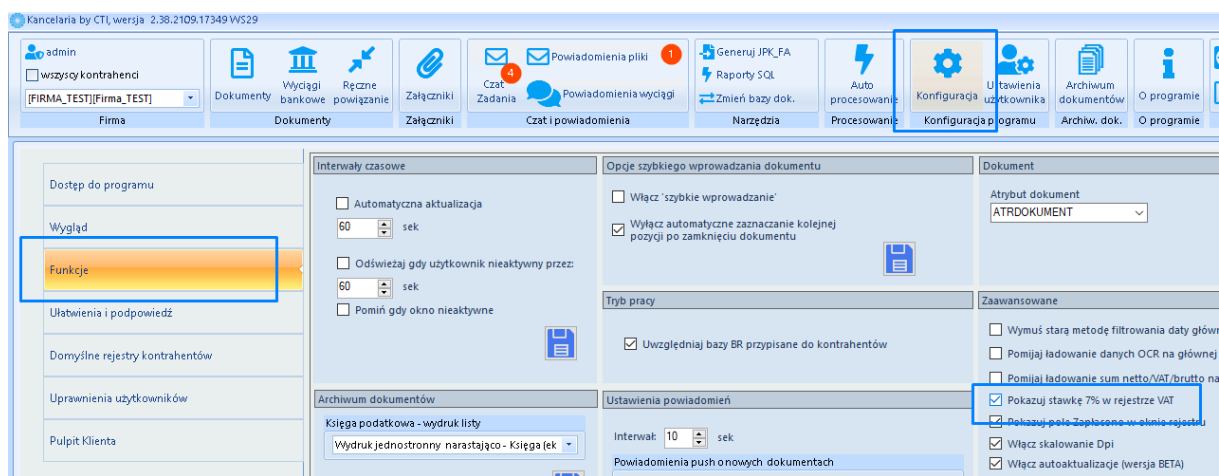 Kancelaria by CTI, wersja 2.38.2109.17349 WS29
admin
wszyscy kontrahenci
[FIRMA_TEST][Firma_TEST]
Firma
Dokumenty
Wyciągi bankowe
Ręczne powiązanie
Dokumenty
Załączniki
Załączniki
Czat
4
Zadania
Powiadomienia pliki
1
Powiadomienia wyciągi
Czat i powiadomienia
Generuj JPK_FA
Raporty SQL
Zmień bazy dok.
Narzędzia
Auto procesowanie
Procesowanie
Konfiguracja
Ustawienia użytkownika
Konfiguracja programu
Archiwum dokumentów
Archiw. dok.
O programie
O programie
Dostęp do programu
Wygląd
Funkcje
Ułatwienia i podpowiedź
Domyślne rejestry kontrahentów
Uprawnienia użytkowników
Pulpit Klienta
Interwały czasowe
Automatyczna aktualizacja
60 sek
Odświeżaj gdy użytkownik nieaktywny przez:
60 sek
Pomiń gdy okno nieaktywne
Archiwum dokumentów
Księga podatkowa - wydruk listy
Wydruk jednostronny narastająco - Księga (ek
Opcje szybkiego wprowadzania dokumentu
Włącz 'szybkie wprowadzanie'
Wyłącz automatyczne zaznaczanie kolejnej
pozycji po zamknięciu dokumentu
Tryb pracy
Uwzględniaj bazy BR przypisane do kontrahentów
Ustawienia powiadomień
Interwał: 10 sek
Powiadomienia push o nowych dokumentach
Dokument
Atrybut dokument
ATRDOKUMENT
Zaawansowane
Wymuś starą metodę filtrowania daty główn
Pomijaj ładowanie danych OCR na głównej
Pomijaj ładowanie sum netto/VAT/brutto na
Pokazuj stawkę 7% w rejestrze VAT
Pokazuj pole Zapłacono w oknie rejestru
Włącz skalowanie Dpi
Włącz autoaktualizacje (wersja BETA)